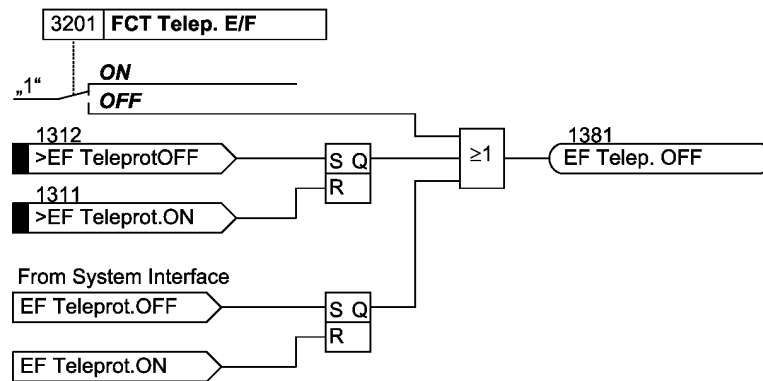 3201 FCT Telep. E/F
ON
„1“
OFF
1312
>EF TeleprotOFF
S Q
R
≥1
1381
EF Telep. OFF
1311
>EF Teleprot.ON
From System Interface
EF Teleprot.OFF
S Q
R
EF Teleprot.ON